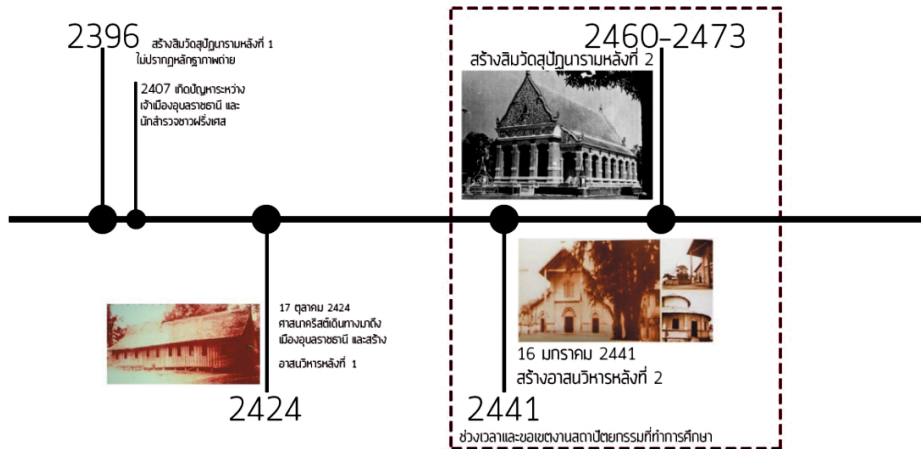 2396 สร้างสิมวัดสุปัฏนารามหลังที่ 1
ไม่ปรากฏหลักฐานภาพถ่าย
2407 เกิดปัญหาระหว่าง
เจ้าเมืองอุบลราชธานี และ
นักสำรวจชาวฝรั่งเศส
17 ตุลาคม 2424
ศาสนาคริสต์เดินทางมาถึง
เมืองอุบลราชธานี และสร้าง
อาสนวิหารหลังที่ 1
2424
2460-2473
สร้างสิมวัดสุปัฏนารามหลังที่ 2
16 มกราคม 2441
สร้างอาสนวิหารหลังที่ 2
2441
ช่วงเวลาและขอเขตงานสถาปัตยกรรมที่ทำการศึกษา